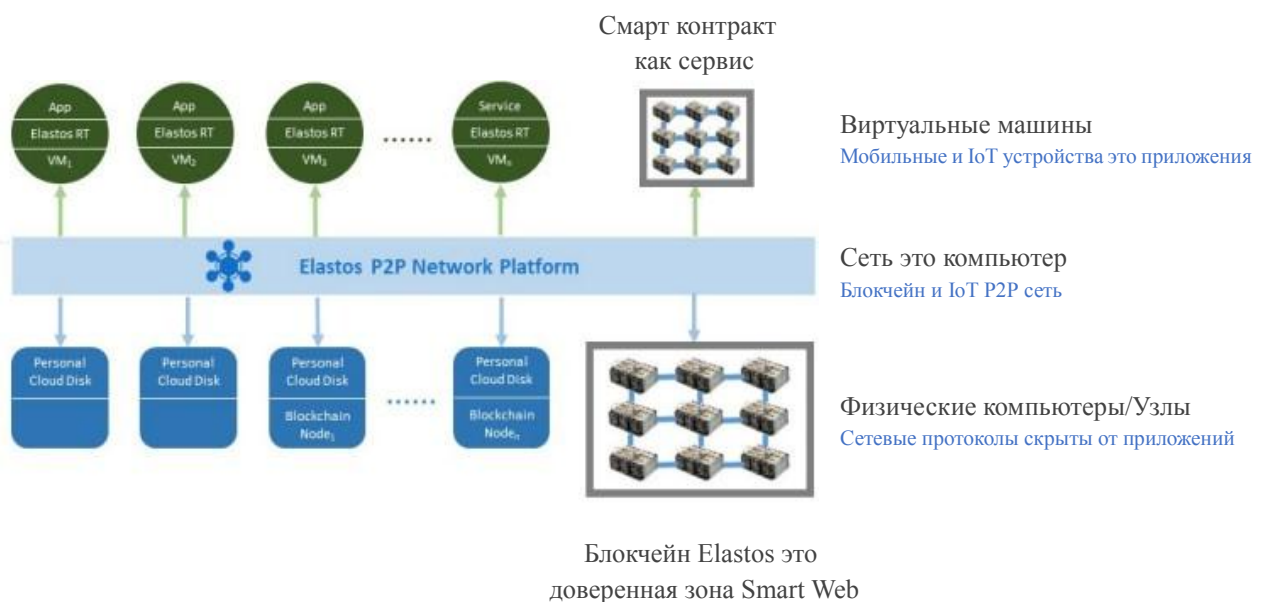 Смарт контракт
как сервис
App
Elastos RT
VM₁
App
Elastos RT
VM₂
App
Elastos RT
VM₃
......
Service
Elastos RT
VMₙ
Виртуальные машины
Мобильные и IoT устройства это приложения
Elastos P2P Network Platform
Сеть это компьютер
Блокчейн и IoT P2P сеть
Personal
Cloud Disk
Personal
Cloud Disk
Personal
Cloud Disk
Blockchain
Node₁
......
Personal
Cloud Disk
Blockchain
Nodeₙ
Физические компьютеры/Узлы
Сетевые протоколы скрыты от приложений
Блокчейн Elastos это
доверенная зона Smart Web